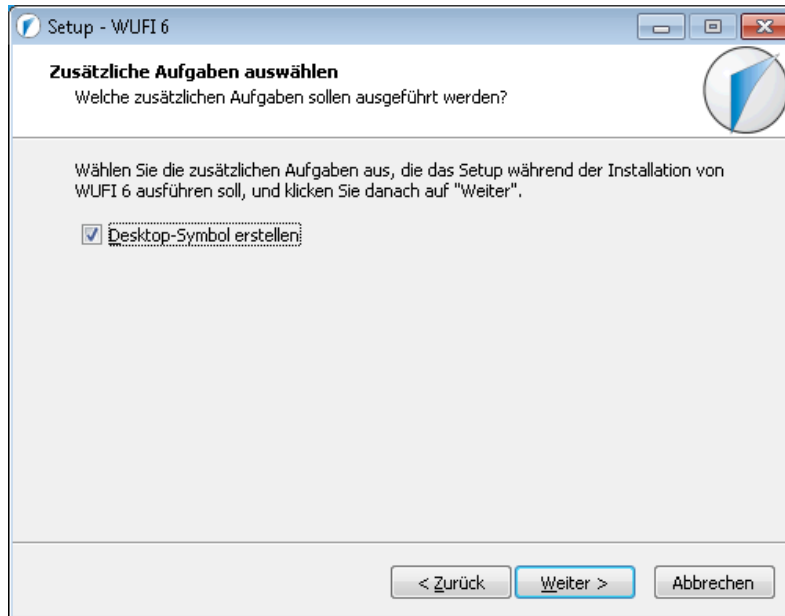 Setup - WUFI 6
Zusätzliche Aufgaben auswählen
Welche zusätzlichen Aufgaben sollen ausgeführt werden?
Wählen Sie die zusätzlichen Aufgaben aus, die das Setup während der Installation von
WUFI 6 ausführen soll, und klicken Sie danach auf "Weiter".
Desktop-Symbol erstellen
< Zurück
Weiter >
Abbrechen